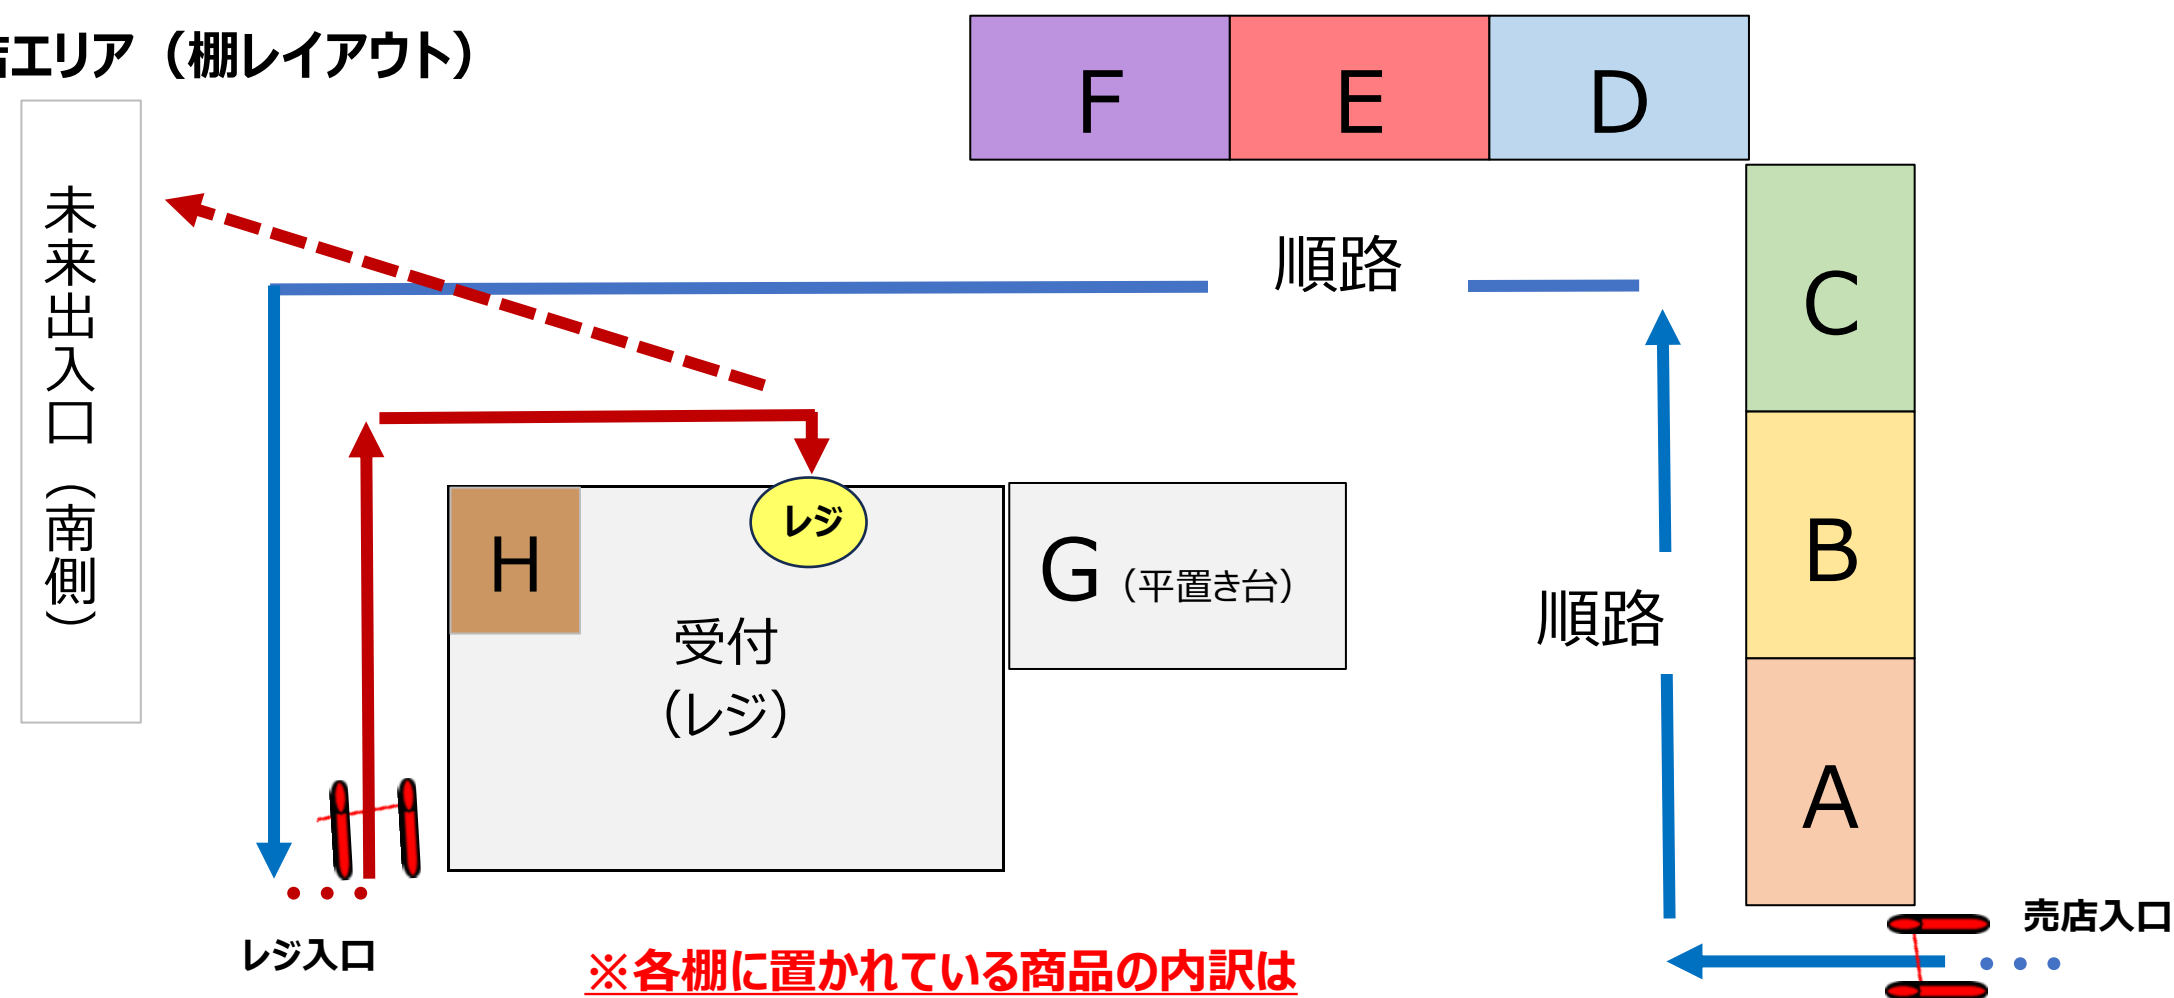 店エリア（棚レイアウト）
F
E
D
未来出入口（南側）
順路
C
レジ
H
G（平置き台）
B
順路
受付
（レジ）
A
売店入口
レジ入口
※各棚に置かれている商品の内訳は